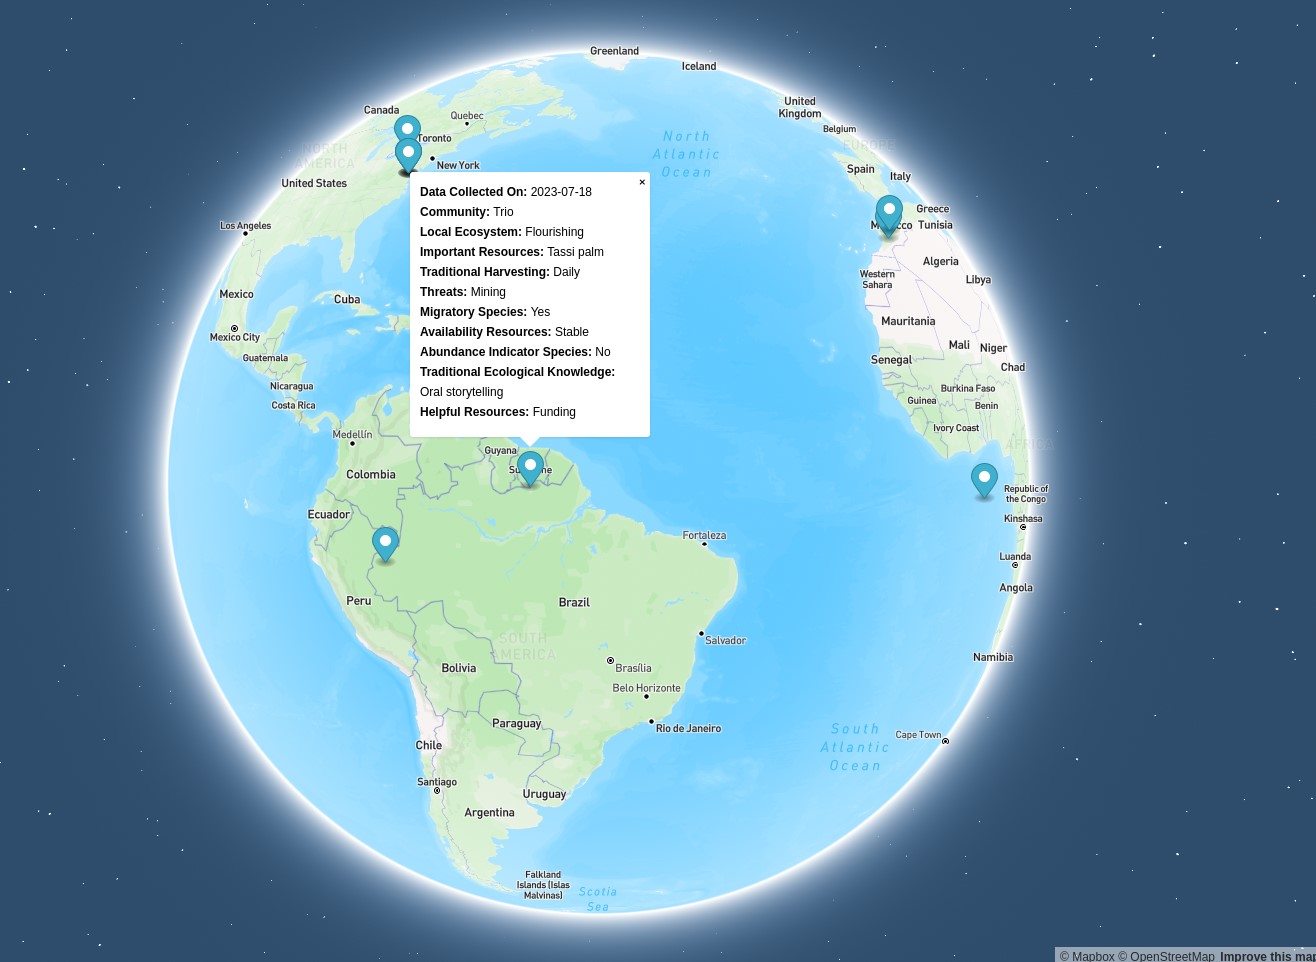 Greenland
Iceland
Canada
Quebec
United
Kingdom
Belgium
Toronto
North
Atlantic
Ocean
EUROPE
NORTH
AMERICA
New York
Spain
Italy
United States
Data Collected On: 2023-07-18
×
Community: Trio
Local Ecosystem: Flourishing
Important Resources: Tassi palm
Traditional Harvesting: Daily
Threats: Mining
Migratory Species: Yes
Availability Resources: Stable
Abundance Indicator Species: No
Traditional Ecological Knowledge:
Oral storytelling
Helpful Resources: Funding
Greece
Los Angeles
Tunisia
Algeria
Western
Sahara
Libya
Mexico
Cuba
Mauritania
Mexico City
Mali
Niger
Guatemala
Senegal
Chad
Nicaragua
Burkina Faso
Guinea
Benin
Costa Rica
Ivory Coast
Medellín
AFRICA
Guyana
Colombia
Republic of
the Congo
Ecuador
Kinshasa
Fortaleza
Luanda
Angola
Peru
Brazil
SOUTH
AMERICA
Salvador
Namibia
Bolivia
Brasília
Belo Horizonte
Paraguay
Rio de Janeiro
South
Atlantic
Ocean
Cape Town
Chile
Santiago
Uruguay
Argentina
Falkland
Islands (Islas
Malvinas)
Scotia
Sea
© Mapbox © OpenStreetMap Improve this map